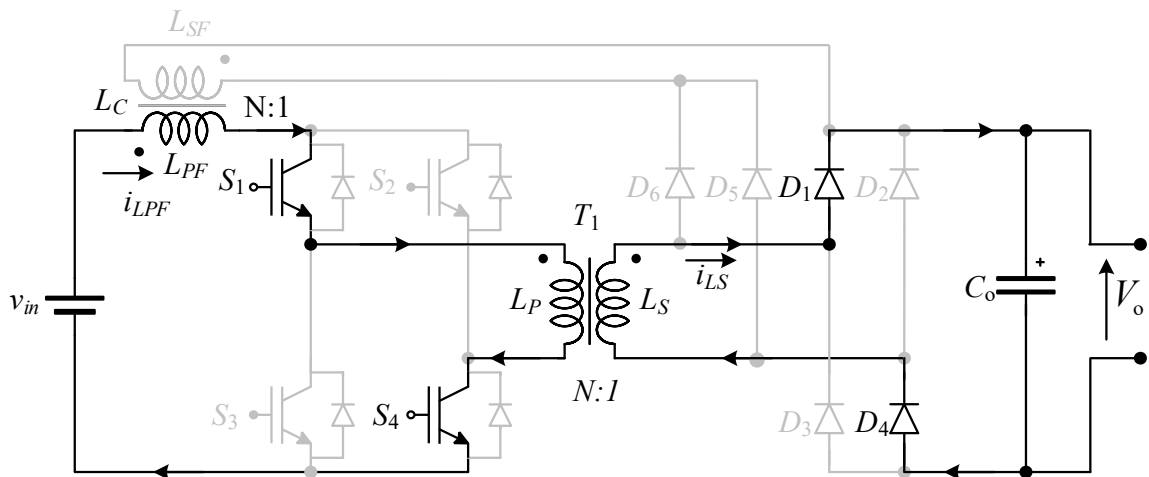 L_SF
L_C
N:1
L_PF
i_LPF
S_1
S_2
D_6
D_5
D_1
D_2
T_1
i_LS
v_in
L_P
L_S
C_o
+
V_o
N:1
S_3
S_4
D_3
D_4